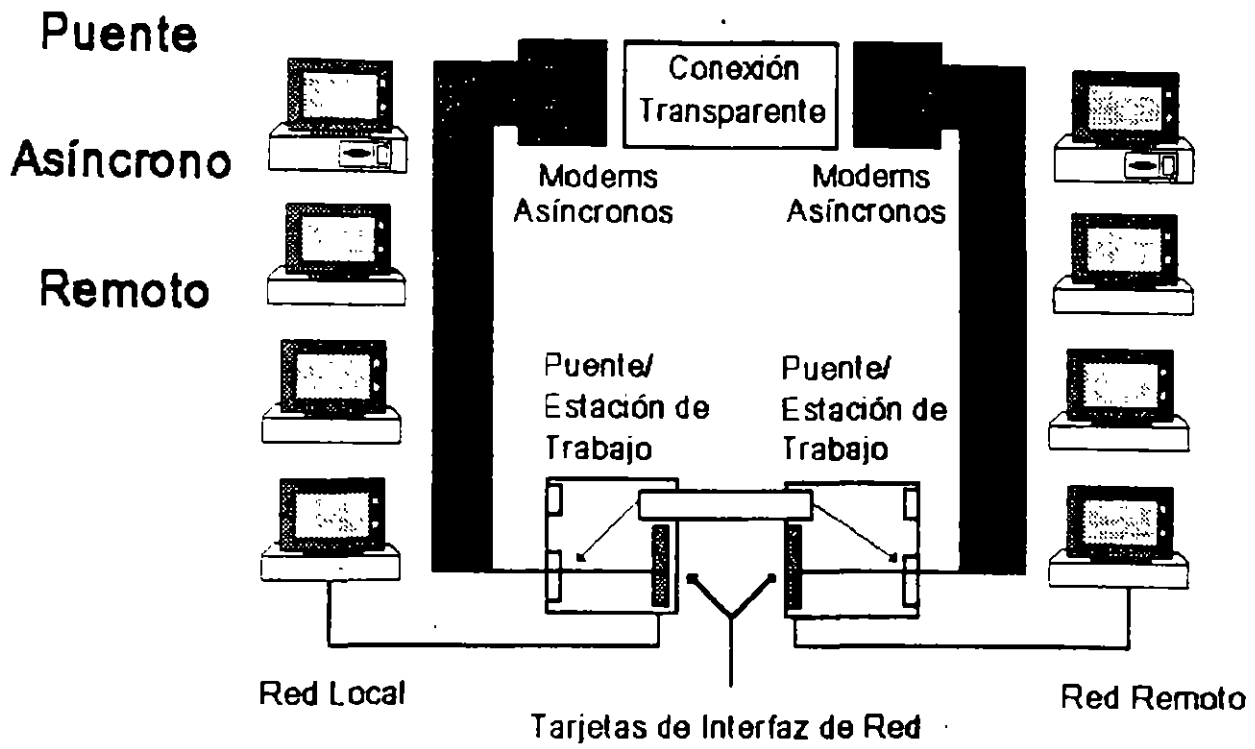 Puente
Asíncrono
Remoto
Conexión
Transparente
Modems
Asíncronos
Modems
Asíncronos
Puente/
Estación de
Trabajo
Puente/
Estación de
Trabajo
Red Local
Red Remoto
Tarjetas de Interfaz de Red